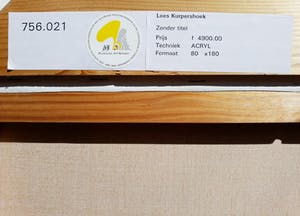 756.021
Loes Kurpershoek
Zonder titel
Prijs f 4900.00
Techniek ACRYL
Formaat 80 x180